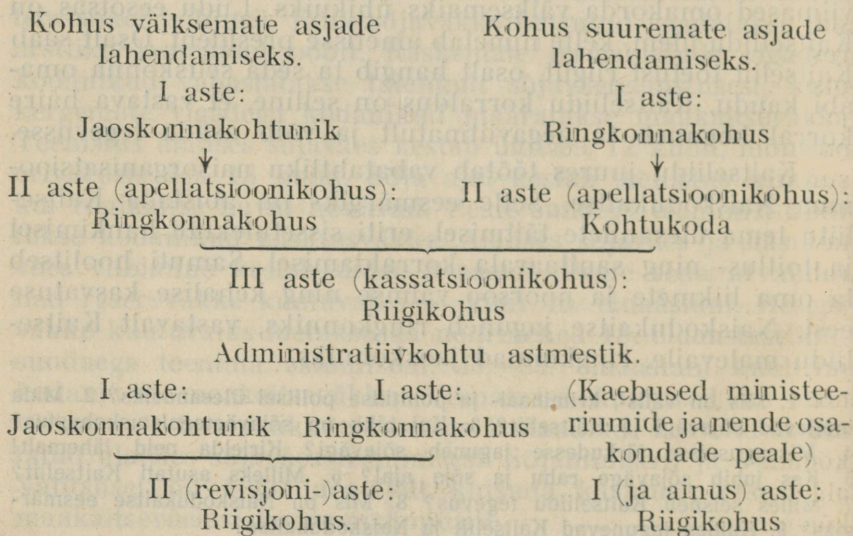 Kohus väiksemate asjade
lahendamiseks.
I aste:
Jaoskonnakohtunik
II aste (apellatsioonikohus):
Ringkonnakohus
Kohus suuremate asjade
lahendamiseks.
I aste:
Ringkonnakohus
II aste (apellatsioonikohus):
Kohtukoda
III aste (kassatsioonikohus):
Riigikohus
Administratiivkohtu astmestik.
I aste:
Jaoskonnakohtunik
I aste:
Ringkonnakohus
II (revisjoni-)aste:
Riigikohus.
(Kaebused ministee-
riumide ja nende osa-
kondade peale)
I (ja ainus) aste:
Riigikohus